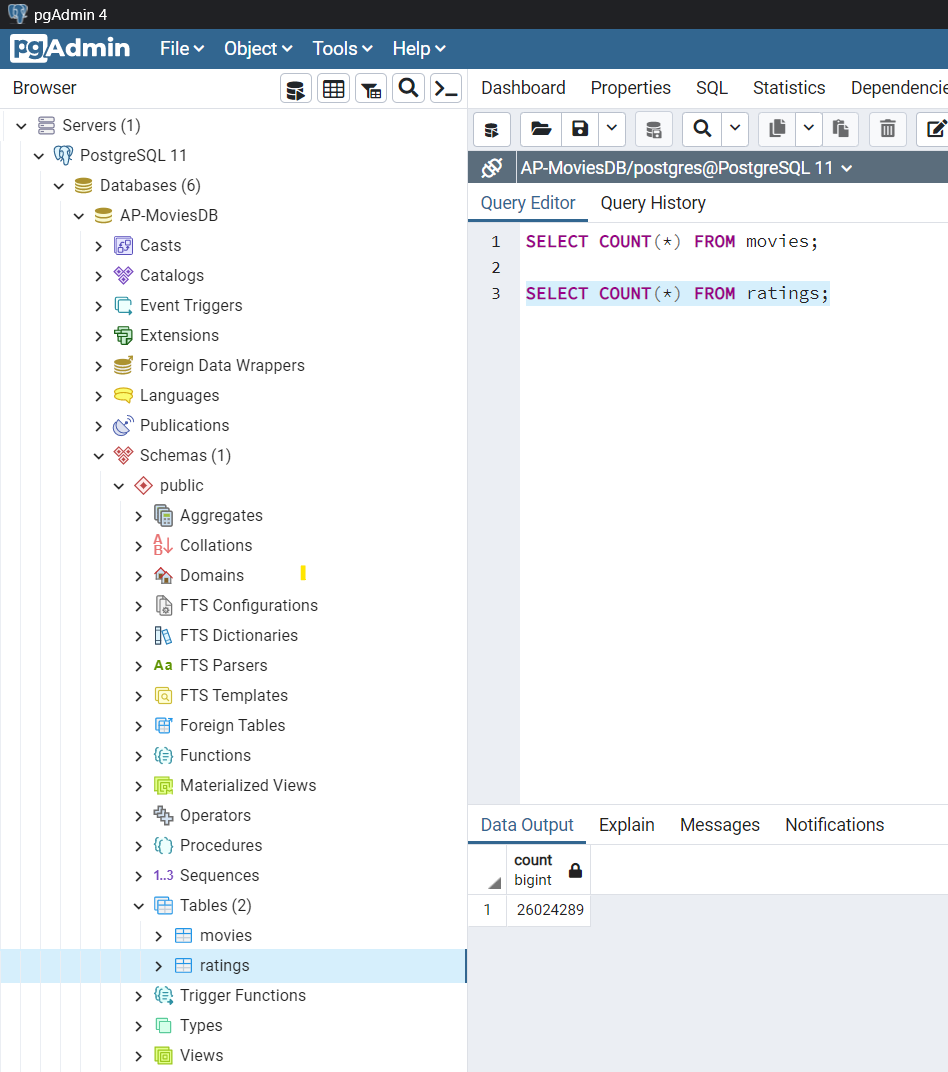 pgAdmin 4
pgAdmin File Object Tools Help
Browser
Servers (1)
PostgreSQL 11
Databases (6)
AP-MoviesDB
Casts
Catalogs
Event Triggers
Extensions
Foreign Data Wrappers
Languages
Publications
Schemas (1)
public
Aggregates
Collations
Domains
FTS Configurations
FTS Dictionaries
Aa FTS Parsers
FTS Templates
Foreign Tables
Functions
Materialized Views
Operators
Procedures
1..3 Sequences
Tables (2)
movies
ratings
Trigger Functions
Types
Views
Dashboard Properties SQL Statistics Dependencie
AP-MoviesDB/postgres@PostgreSQL 11
Query Editor Query History
1 SELECT COUNT(*) FROM movies;
2
3 SELECT COUNT(*) FROM ratings;
Data Output Explain Messages Notifications
count
bigint
1 26024289